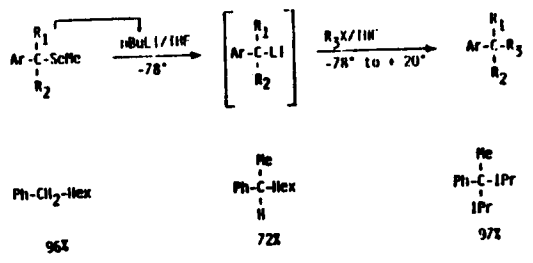 R1 R1 R1
nBuLi/THF R3X/THF
Ar-C-SeMe Ar-C-Li Ar-C-R3
-78° -78° to + 20°
R2 R2 R2
Me Me
Ph-CH2-Hex Ph-C-Hex Ph-C-iPr
H iPr
96% 72% 97%